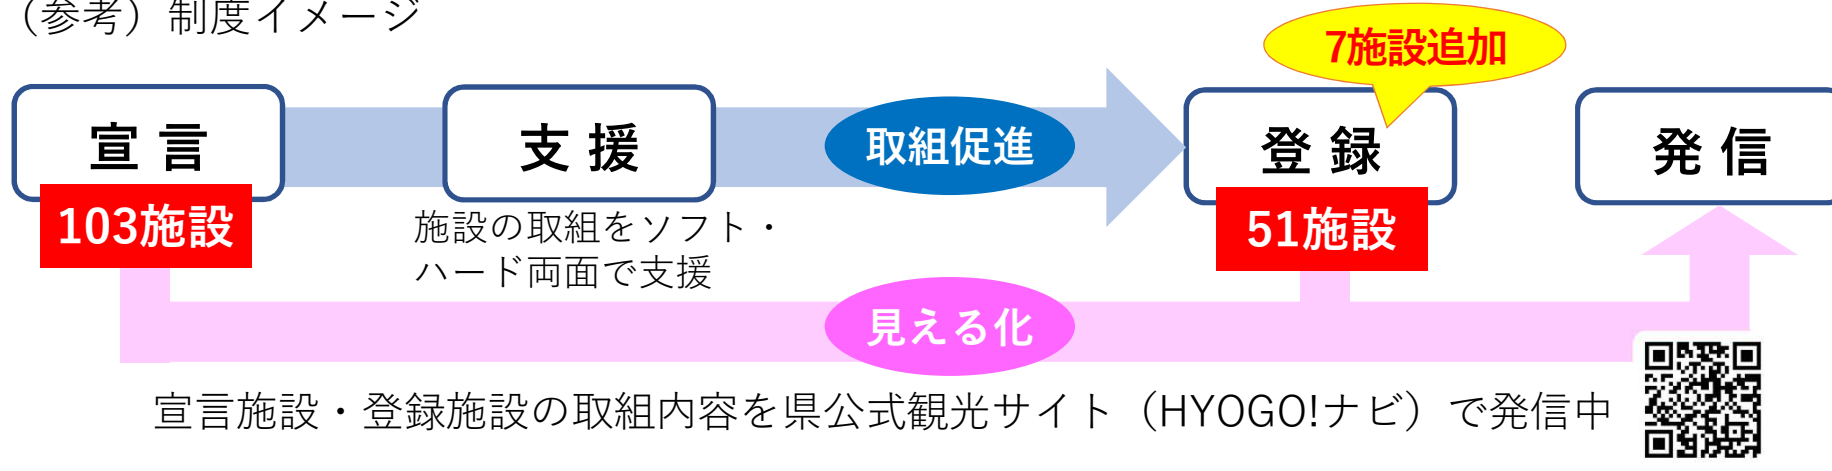 （参考）制度イメージ
7施設追加
宣言
支援
取組促進
登録
発信
103施設
施設の取組をソフト・
ハード両面で支援
51施設
見える化
宣言施設・登録施設の取組内容を県公式観光サイト（HYOGO!ナビ）で発信中